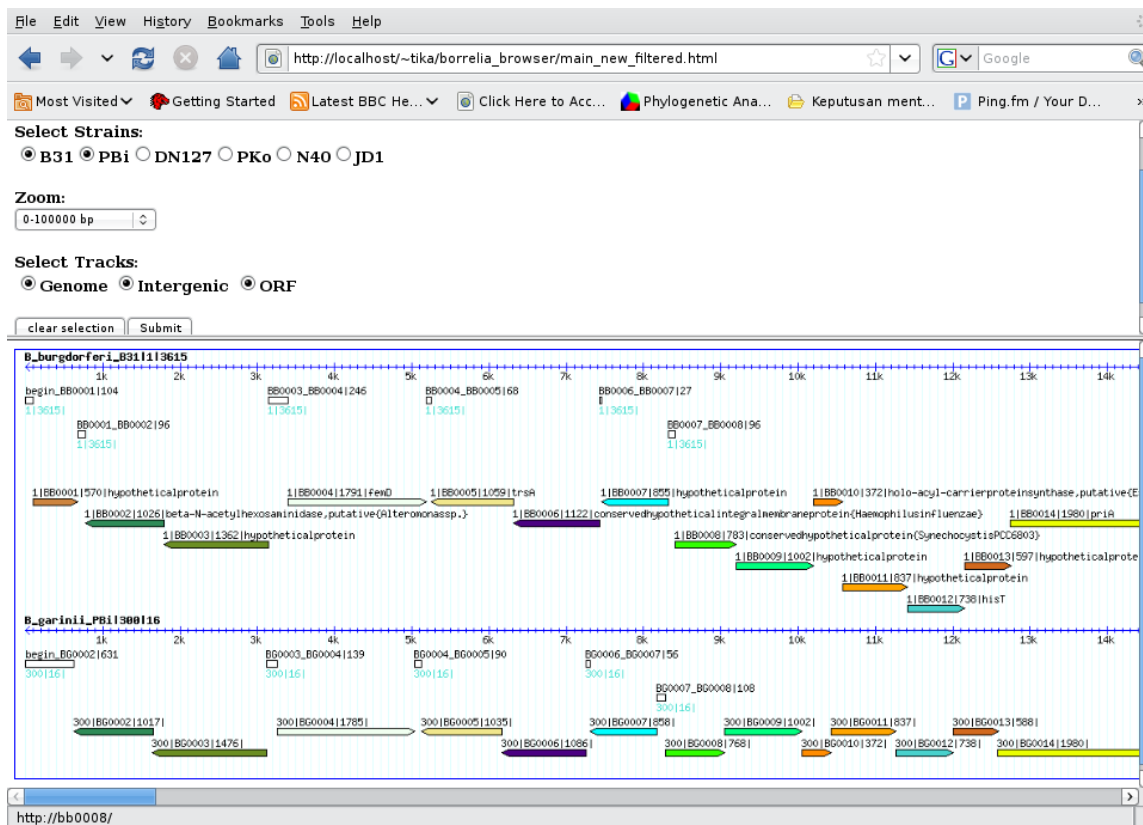 File Edit View History Bookmarks Tools Help
http://localhost/~tika/borrelia_browser/main_new_filtered.html
G Google
Most Visited Getting Started Latest BBC He... Click Here to Acc... Phylogenetic Ana... Keputusan ment... Ping.fm / Your D...
Select Strains:
B31 PBi DN127 PKo N40 JD1
Zoom:
0-100000 bp
Select Tracks:
Genome Intergenic ORF
clear selection Submit
B_burgdorferi_B31|1|3615
1k 2k 3k 4k 5k 6k 7k 8k 9k 10k 11k 12k 13k 14k
begin_BB0001|104 BB0003_BB0004|246 BB0004_BB0005|68 BB0006_BB0007|27
1|3615| 1|3615| 1|3615| 1|3615|
BB0001_BB0002|96 BB0007_BB0008|96
1|3615| 1|3615|
1|BB0001|570|hypotheticalprotein 1|BB0004|1791|femD 1|BB0005|1059|trsA 1|BB0007|855|hypotheticalprotein 1|BB0010|372|holo-acyl-carrierproteinsynthase,putative{E
1|BB0002|1026|beta-N-acetylhexosaminidase,putative{Alteromonassp.} 1|BB0006|1122|conservedhypotheticalintegralmembraneprotein{Haemophilusinfluenzae} 1|BB0014|1980|priA
1|BB0003|1362|hypotheticalprotein 1|BB0008|783|conservedhypotheticalprotein{SynechocystisPCC6803}
1|BB0009|1002|hypotheticalprotein 1|BB0013|597|hypotheticalprote
1|BB0011|837|hypotheticalprotein
1|BB0012|738|hisT
B_garinii_PBi|300|16
1k 2k 3k 4k 5k 6k 7k 8k 9k 10k 11k 12k 13k 14k
begin_BG0002|631 BG0003_BG0004|139 BG0004_BG0005|90 BG0006_BG0007|56
300|16| 300|16| 300|16| 300|16|
BG0007_BG0008|108
300|16|
300|BG0002|1017| 300|BG0004|1785| 300|BG0005|1035| 300|BG0007|858| 300|BG0009|1002| 300|BG0011|837| 300|BG0013|588|
300|BG0003|1476| 300|BG0006|1086| 300|BG0008|768| 300|BG0010|372| 300|BG0012|738| 300|BG0014|1980|
http://bb0008/